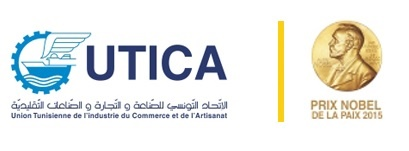 UTICA
الاتحاد التونسي للصناعة و التجارة و الصناعات التقليدية
Union Tunisienne de l'industrie du Commerce et de l'Artisanat
PRIX NOBEL
DE LA PAIX 2015